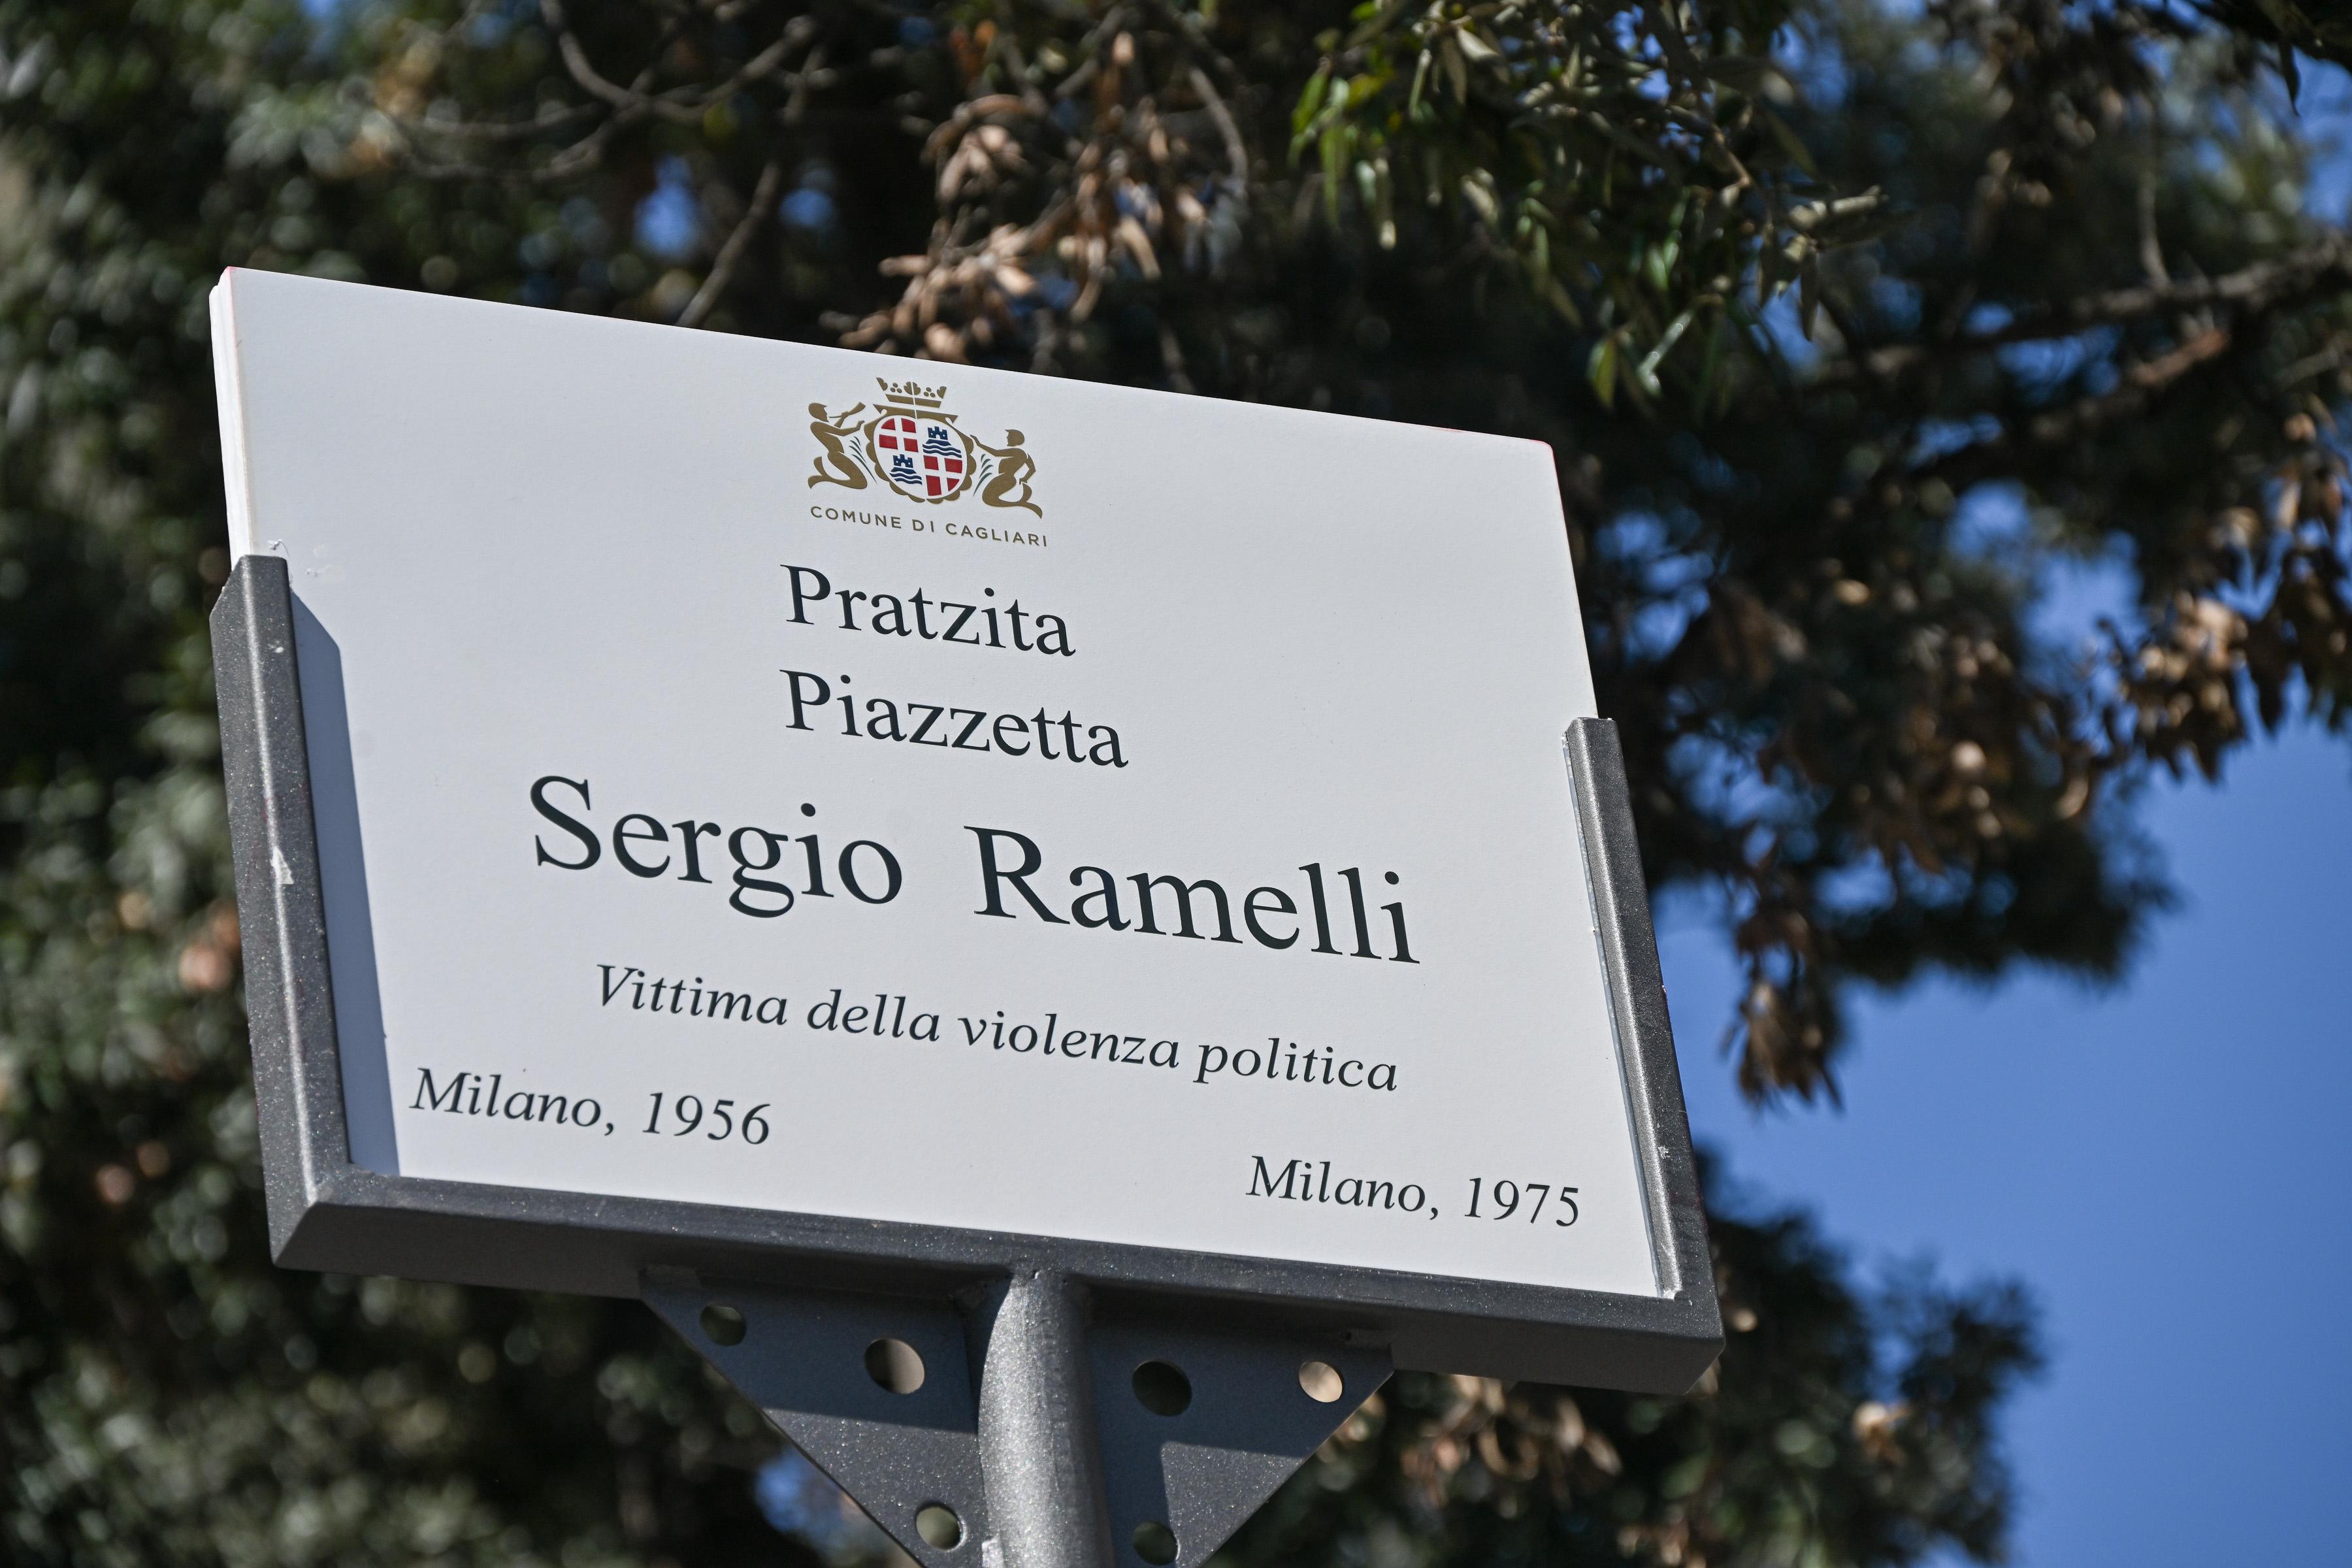 COMUNE DI CAGLIARI
Pratzita
Piazzetta
Sergio Ramelli
Vittima della violenza politica
Milano, 1956
Milano, 1975